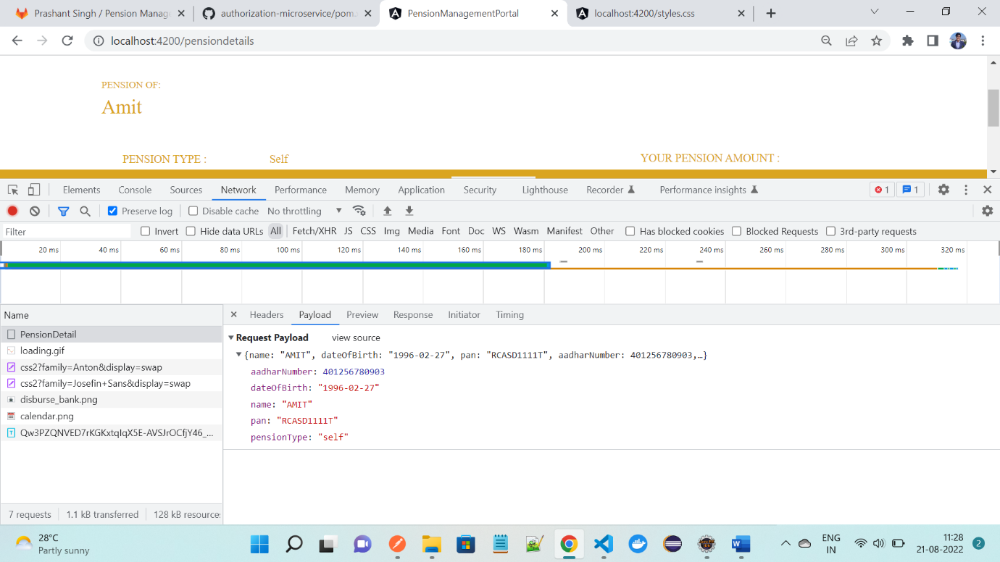 Prashant Singh / Pension Manag
authorization-microservice/pom.
PensionManagementPortal
localhost:4200/styles.css
localhost:4200/pensiondetails
PENSION OF:
Amit
PENSION TYPE : Self YOUR PENSION AMOUNT :
Elements Console Sources Network Performance Memory Application Security Lighthouse Recorder Performance insights 1 1
Preserve log Disable cache No throttling
Filter Invert Hide data URLs All Fetch/XHR JS CSS Img Media Font Doc WS Wasm Manifest Other Has blocked cookies Blocked Requests 3rd-party requests
20 ms 40 ms 60 ms 80 ms 100 ms 120 ms 140 ms 160 ms 180 ms 200 ms 220 ms 240 ms 260 ms 280 ms 300 ms 320 ms
Name
Headers Payload Preview Response Initiator Timing
PensionDetail
loading.gif
css2?family=Anton&display=swap
css2?family=Josefin+Sans&display=swap
disburse_bank.png
calendar.png
Qw3PZQNVED7rKGKxtqIqX5E-AVSJrOCfjY46_...
Request Payload view source
{name: "AMIT", dateOfBirth: "1996-02-27", pan: "RCASD1111T", aadharNumber: 401256780903,…}
aadharNumber: 401256780903
dateOfBirth: "1996-02-27"
name: "AMIT"
pan: "RCASD1111T"
pensionType: "self"
7 requests 1.1 kB transferred 128 kB resources
28°C
Partly sunny
ENG
IN
11:28
21-08-2022
2